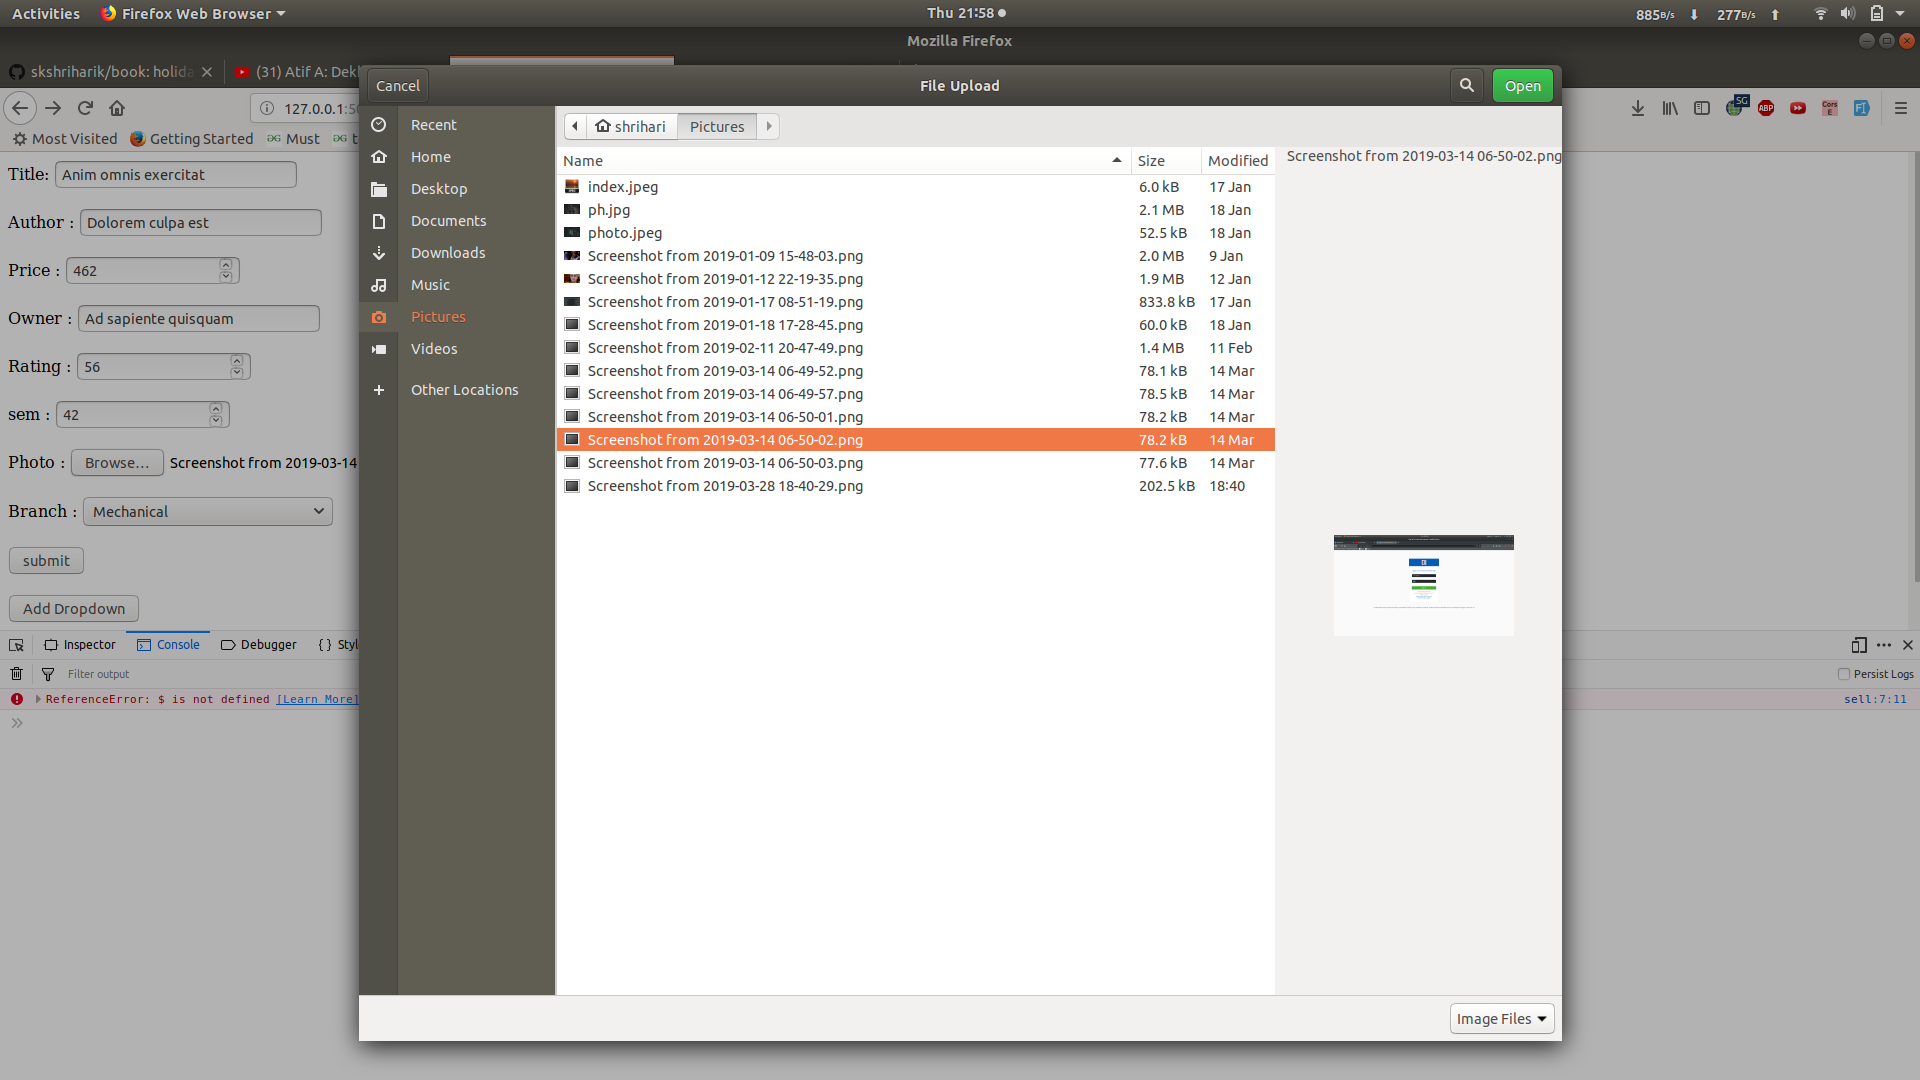 Activities Firefox Web Browser Thu 21:58 885B/s 277B/s
Mozilla Firefox
skshriharik/book: holida (31) Atif A: Dekh
Cancel File Upload Open
127.0.0.1:50
SG ABP Cors E
Most Visited Getting Started Must
Title: Anim omnis exercitat
Author : Dolorem culpa est
Price : 462
Owner : Ad sapiente quisquam
Rating : 56
sem : 42
Photo : Browse... Screenshot from 2019-03-14
Branch : Mechanical
submit
Add Dropdown
Recent
Home
Desktop
Documents
Downloads
Music
Pictures
Videos
Other Locations
shrihari Pictures
Name Size Modified
index.jpeg 6.0 kB 17 Jan
ph.jpg 2.1 MB 18 Jan
photo.jpeg 52.5 kB 18 Jan
Screenshot from 2019-01-09 15-48-03.png 2.0 MB 9 Jan
Screenshot from 2019-01-12 22-19-35.png 1.9 MB 12 Jan
Screenshot from 2019-01-17 08-51-19.png 833.8 kB 17 Jan
Screenshot from 2019-01-18 17-28-45.png 60.0 kB 18 Jan
Screenshot from 2019-02-11 20-47-49.png 1.4 MB 11 Feb
Screenshot from 2019-03-14 06-49-52.png 78.1 kB 14 Mar
Screenshot from 2019-03-14 06-49-57.png 78.5 kB 14 Mar
Screenshot from 2019-03-14 06-50-01.png 78.2 kB 14 Mar
Screenshot from 2019-03-14 06-50-02.png 78.2 kB 14 Mar
Screenshot from 2019-03-14 06-50-03.png 77.6 kB 14 Mar
Screenshot from 2019-03-28 18-40-29.png 202.5 kB 18:40
Screenshot from 2019-03-14 06-50-02.png
Image Files
Inspector Console Debugger { } Styl
Filter output Persist Logs
ReferenceError: $ is not defined [Learn More] sell:7:11